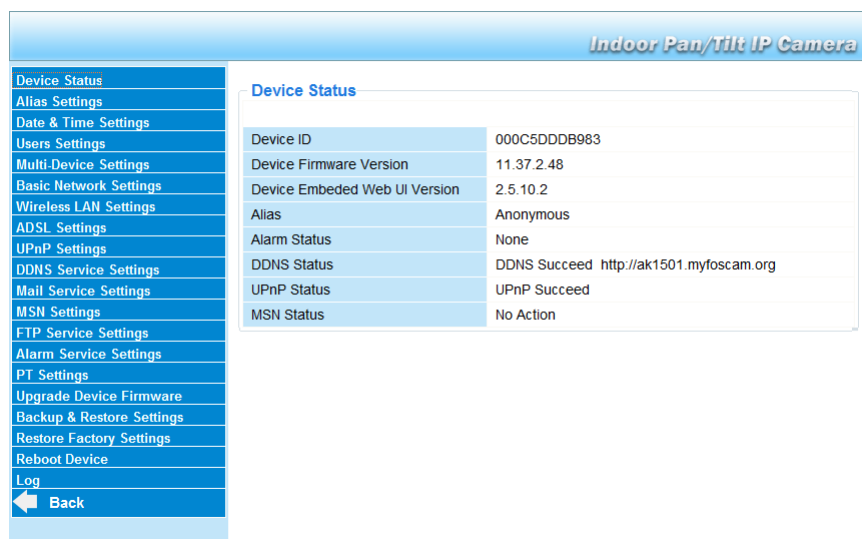 Indoor Pan/Tilt IP Camera
Device Status
Alias Settings
Date & Time Settings
Users Settings
Multi-Device Settings
Basic Network Settings
Wireless LAN Settings
ADSL Settings
UPnP Settings
DDNS Service Settings
Mail Service Settings
MSN Settings
FTP Service Settings
Alarm Service Settings
PT Settings
Upgrade Device Firmware
Backup & Restore Settings
Restore Factory Settings
Reboot Device
Log
Back
Device Status
Device ID 000C5DDDB983
Device Firmware Version 11.37.2.48
Device Embeded Web UI Version 2.5.10.2
Alias Anonymous
Alarm Status None
DDNS Status DDNS Succeed http://ak1501.myfoscam.org
UPnP Status UPnP Succeed
MSN Status No Action